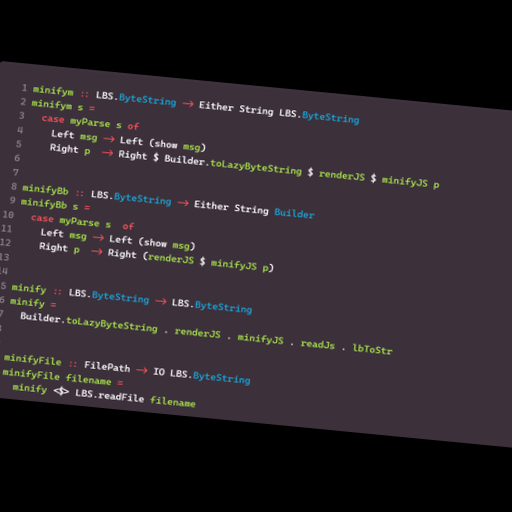 1 minifym :: LBS.ByteString → Either String LBS.ByteString
2 minifym s =
3 case myParse s of
4 Left msg → Left (show msg)
5 Right p → Right $ Builder.toLazyByteString $ renderJS $ minifyJS p
6
7
8 minifyBb :: LBS.ByteString → Either String Builder
9 minifyBb s =
10 case myParse s of
11 Left msg → Left (show msg)
12 Right p → Right (renderJS $ minifyJS p)
13
14
5 minify :: LBS.ByteString → LBS.ByteString
6 minify =
7 Builder.toLazyByteString . renderJS . minifyJS . readJs . lbToStr
minifyFile :: FilePath → IO LBS.ByteString
minifyFile filename =
minify <$> LBS.readFile filename